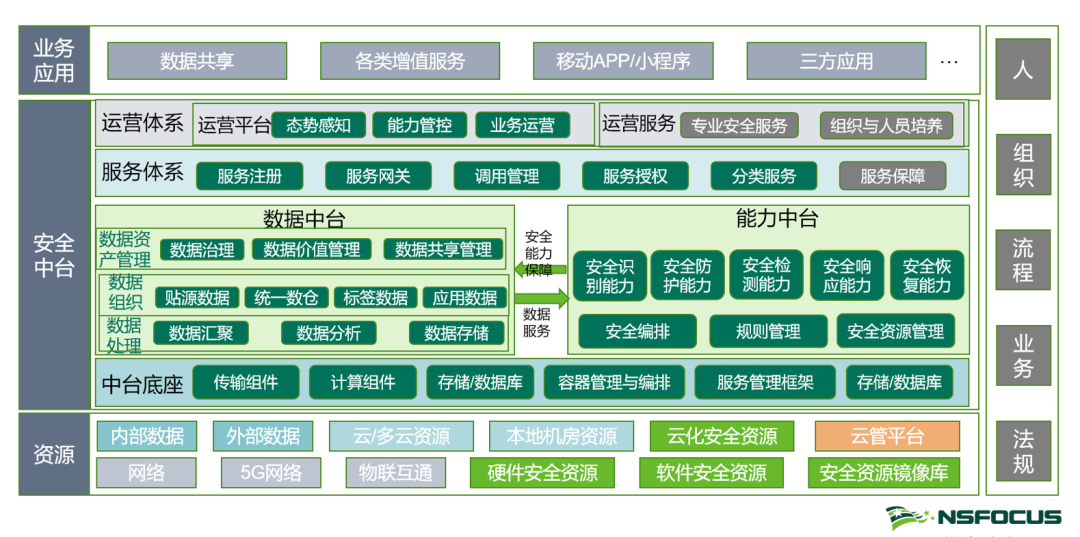 业务
应用
数据共享
各类增值服务
移动APP/小程序
三方应用
...
安全
中台
运营体系
运营平台
态势感知
能力管控
业务运营
运营服务
专业安全服务
组织与人员培养
服务体系
服务注册
服务网关
调用管理
服务授权
分类服务
服务保障
数据中台
数据资
产管理
数据治理
数据价值管理
数据共享管理
数据
组织
贴源数据
统一数仓
标签数据
应用数据
数据
处理
数据汇聚
数据分析
数据存储
安全
能力
保障
数据
服务
能力中台
安全识
别能力
安全防
护能力
安全检
测能力
安全响
应能力
安全恢
复能力
安全编排
规则管理
安全资源管理
中台底座
传输组件
计算组件
存储/数据库
容器管理与编排
服务管理框架
存储/数据库
资源
内部数据
外部数据
云/多云资源
本地机房资源
云化安全资源
云管平台
网络
5G网络
物联互通
硬件安全资源
软件安全资源
安全资源镜像库
人
组
织
流
程
业
务
法
规
NSFOCUS